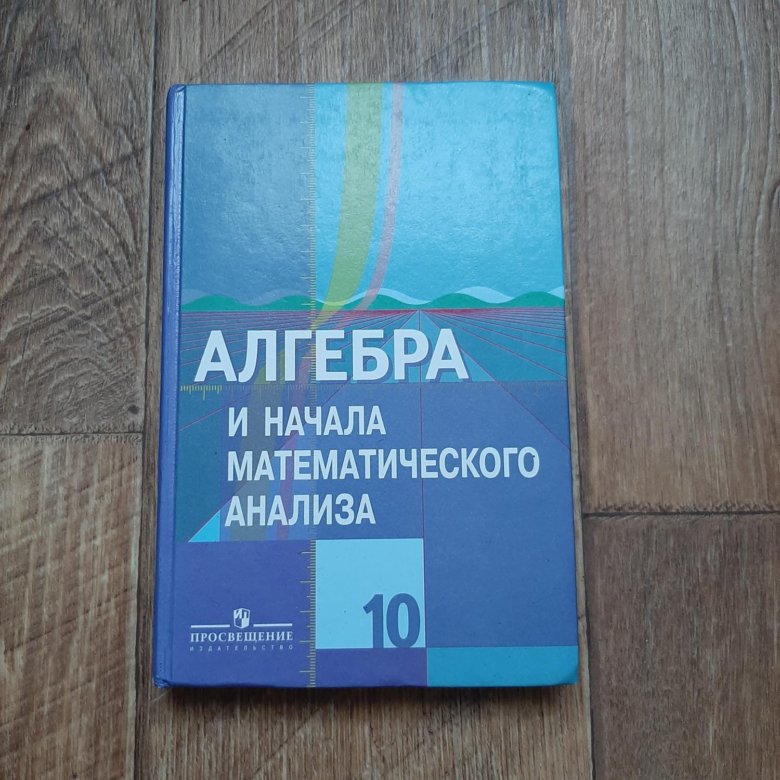 АЛГЕБРА
И НАЧАЛА
МАТЕМАТИЧЕСКОГО
АНАЛИЗА
10
ПРОСВЕЩЕНИЕ
ИЗДАТЕЛЬСТВО